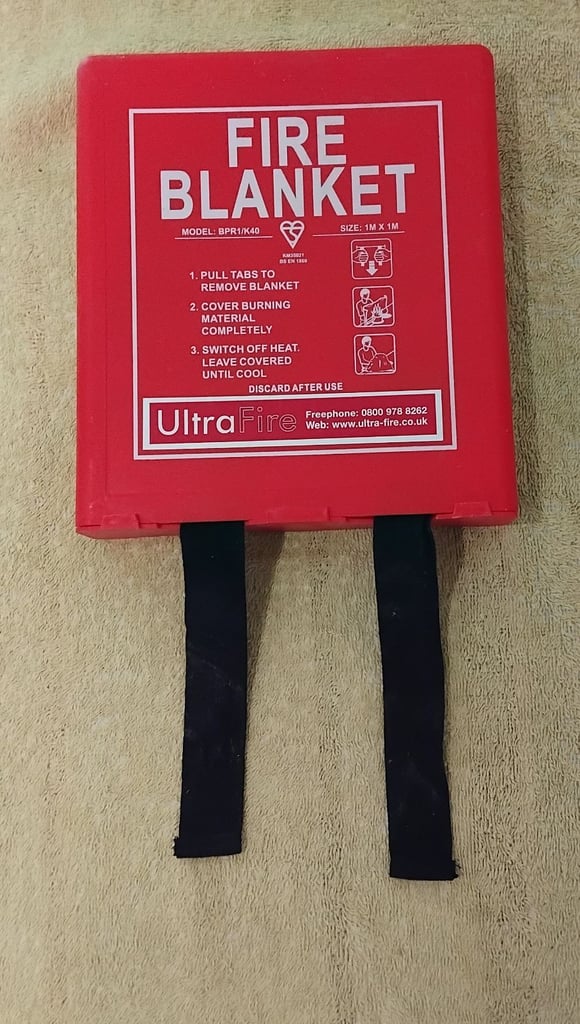 FIRE
BLANKET
MODEL: BPR1/K40
SIZE: 1M X 1M
KM35021
BS EN 1869
1. PULL TABS TO
REMOVE BLANKET
2. COVER BURNING
MATERIAL
COMPLETELY
3. SWITCH OFF HEAT.
LEAVE COVERED
UNTIL COOL
DISCARD AFTER USE
UltraFire
Freephone: 0800 978 8262
Web: www.ultra-fire.co.uk